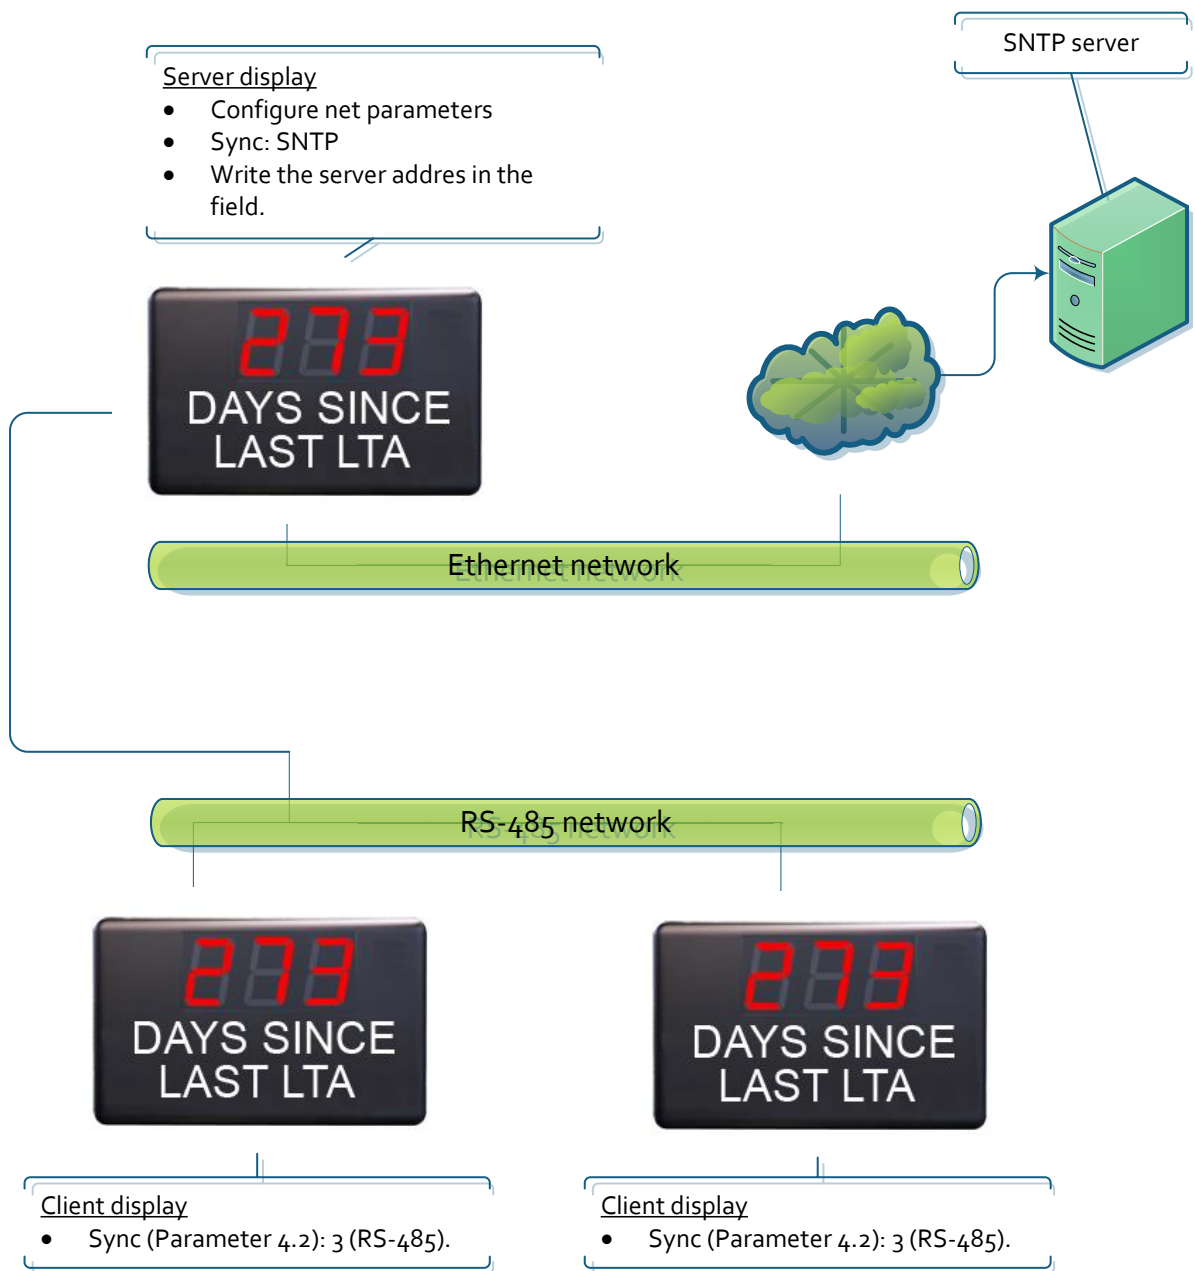 SNTP server
Server display
• Configure net parameters
• Sync: SNTP
• Write the server addres in the
field.
273
DAYS SINCE
LAST LTA
Ethernet network
RS-485 network
273
DAYS SINCE
LAST LTA
273
DAYS SINCE
LAST LTA
Client display
• Sync (Parameter 4.2): 3 (RS-485).
Client display
• Sync (Parameter 4.2): 3 (RS-485).